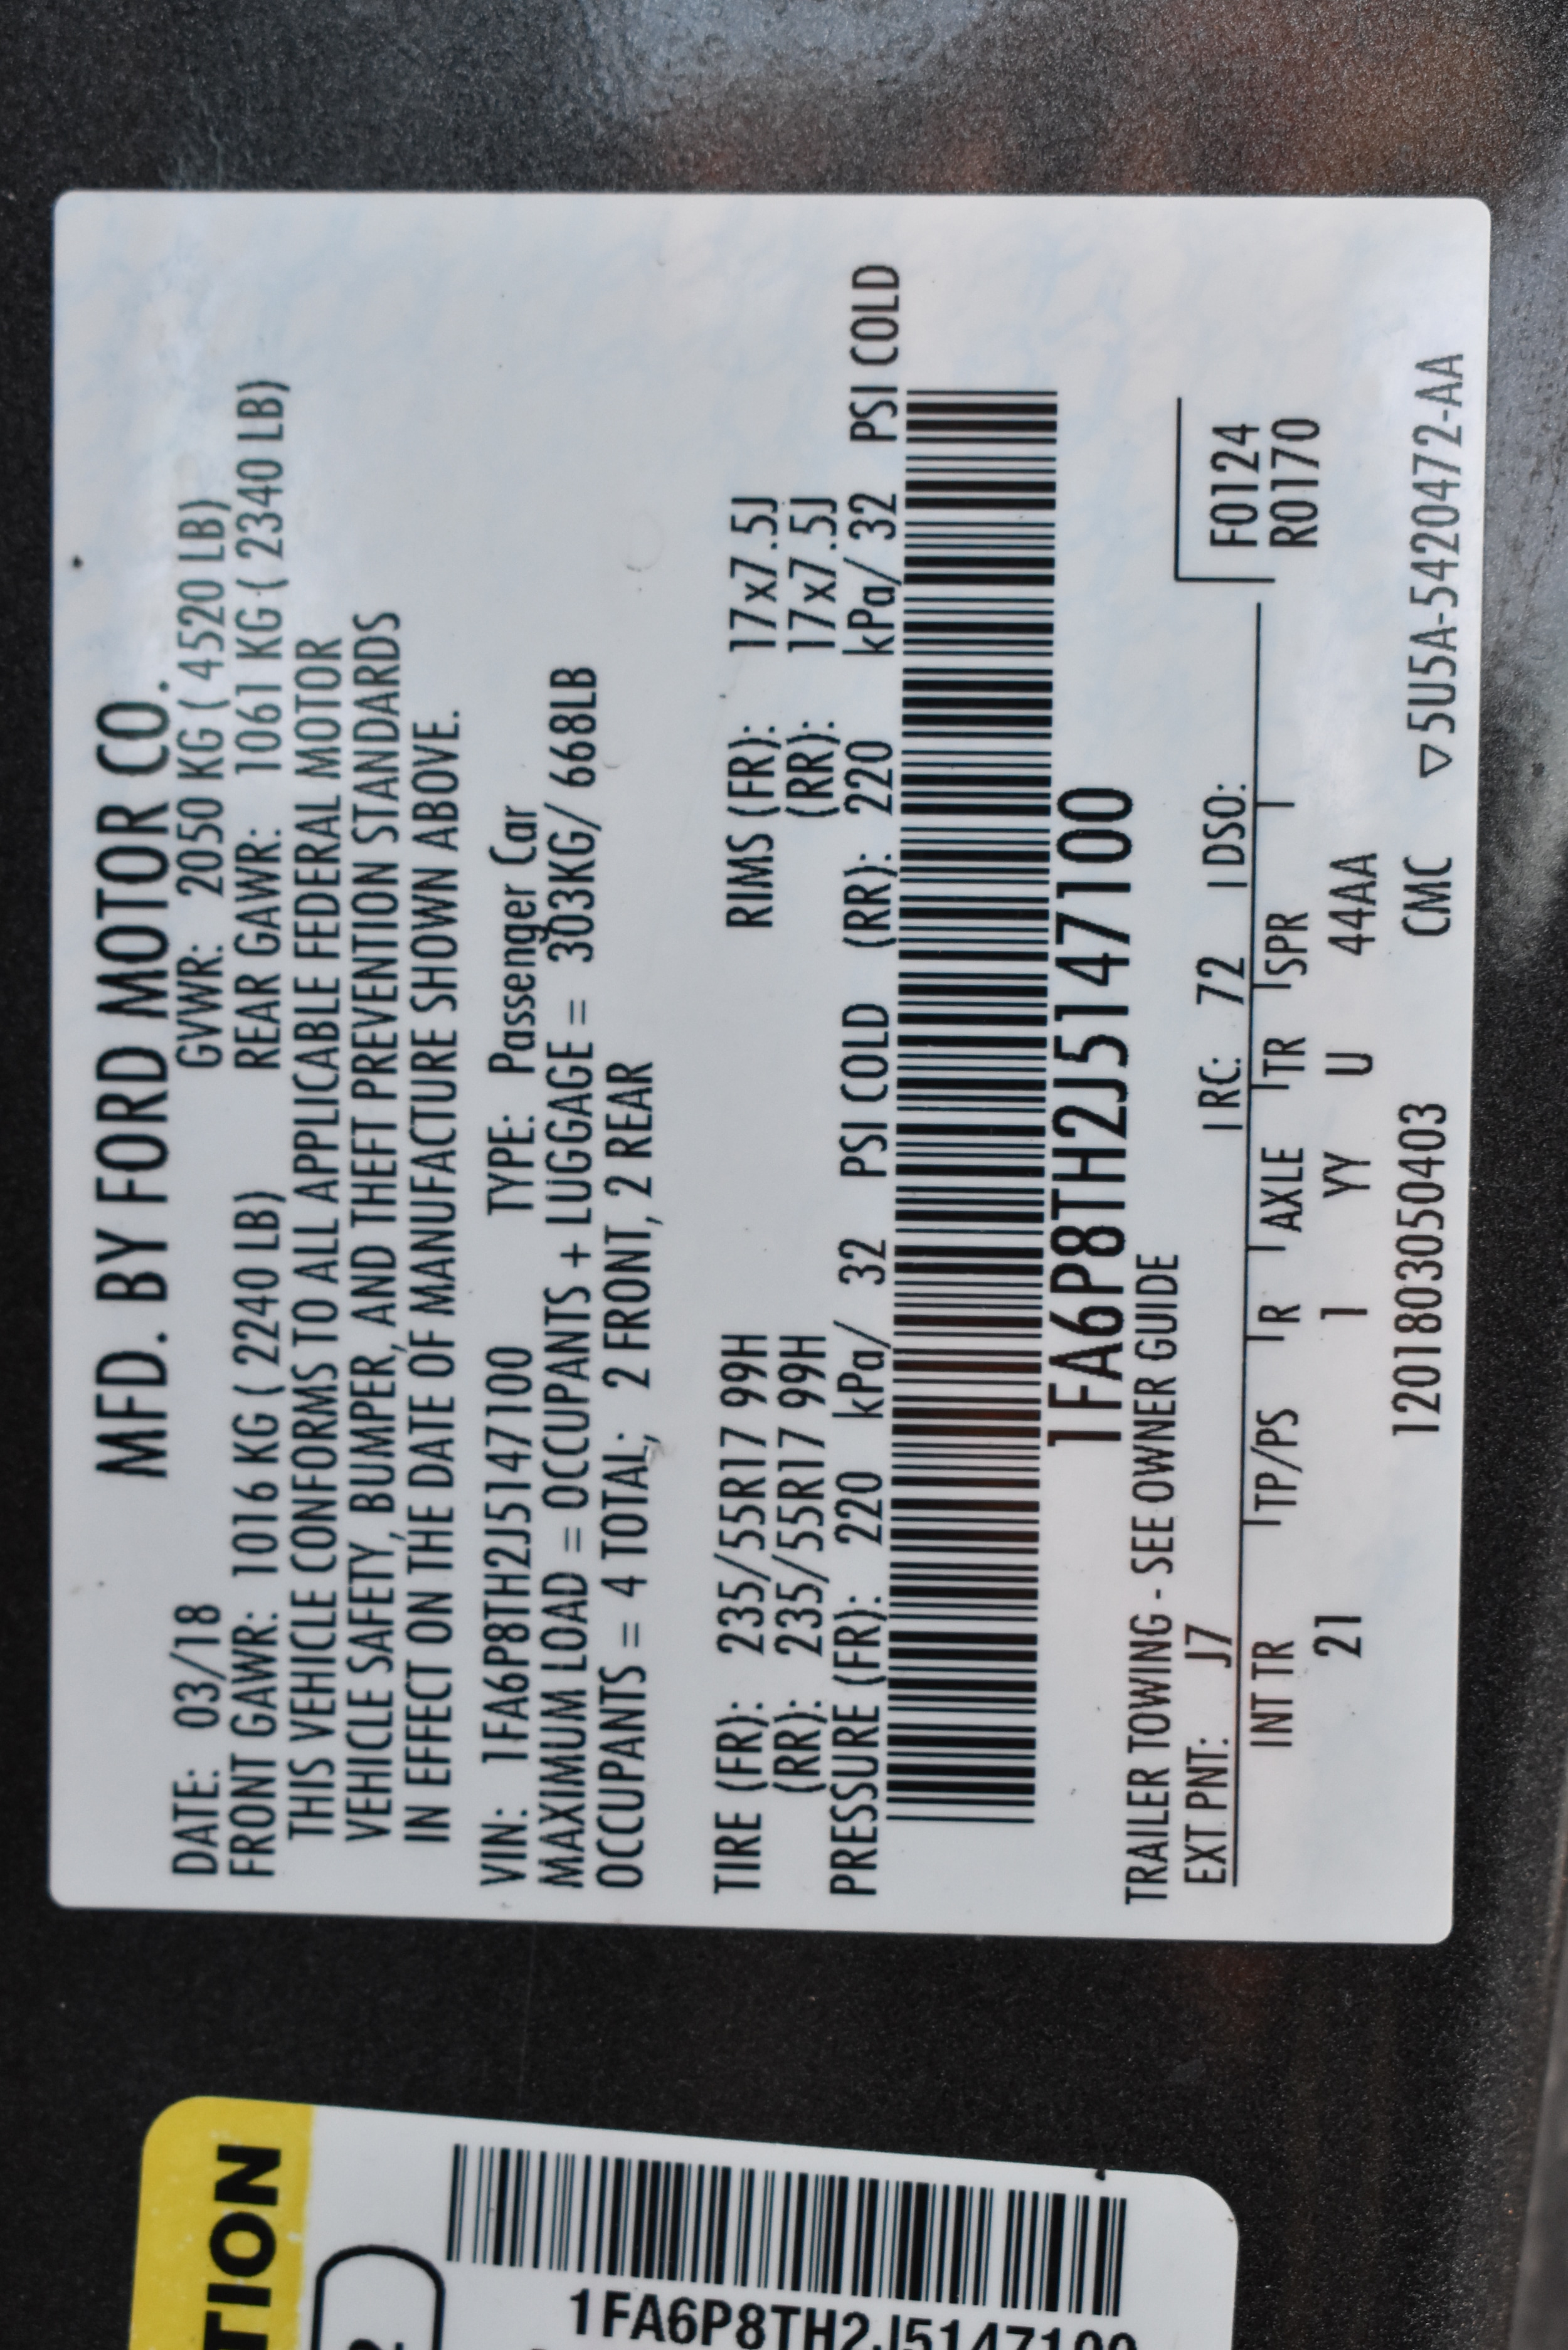 MFD. BY FORD MOTOR CO.
DATE: 03/18 GVWR: 2050 KG ( 4520 LB)
FRONT GAWR: 1016 KG ( 2240 LB) REAR GAWR: 1061 KG ( 2340 LB)
THIS VEHICLE CONFORMS TO ALL APPLICABLE FEDERAL MOTOR
VEHICLE SAFETY, BUMPER, AND THEFT PREVENTION STANDARDS
IN EFFECT ON THE DATE OF MANUFACTURE SHOWN ABOVE.
VIN: 1FA6P8TH2J5147100 TYPE: Passenger Car
MAXIMUM LOAD = OCCUPANTS + LUGGAGE = 303KG/ 668LB
OCCUPANTS = 4 TOTAL; 2 FRONT, 2 REAR
TIRE (FR): 235/55R17 99H RIMS (FR): 17x7.5J
(RR): 235/55R17 99H (RR): 17x7.5J
PRESSURE (FR): 220 kPa/ 32 PSI COLD (RR): 220 kPa/ 32 PSI COLD
1FA6P8TH2J5147100
TRAILER TOWING - SEE OWNER GUIDE
EXT PNT: J7 RC: 72 DSO: F0124
INT TR TP/PS R AXLE TR SPR R0170
21 1 YY U 44AA
1201803050403 CMC ▽5U5A-5420472-AA
TION
1FA6P8TH2J5147100